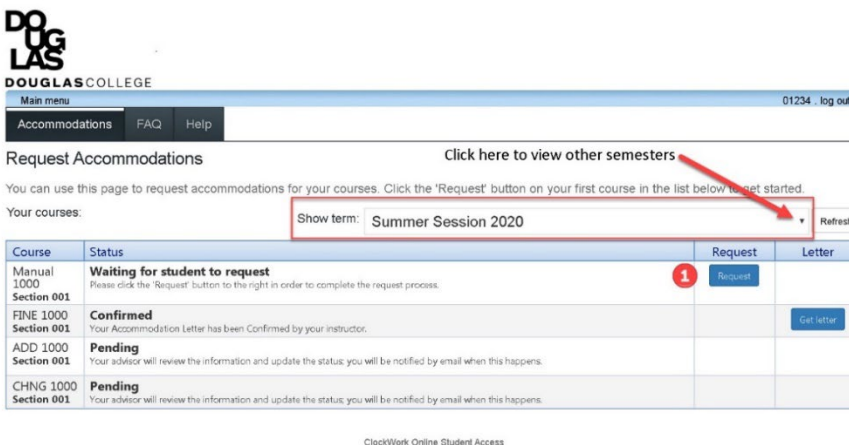 DO
UG
LAS
DOUGLASCOLLEGE
Main menu
01234 . log out
Accommodations FAQ Help
Request Accommodations
Click here to view other semesters
You can use this page to request accommodations for your courses. Click the 'Request' button on your first course in the list below to get started.
Your courses:
Show term: Summer Session 2020
Refresh
Course Status Request Letter
Manual
1000
Section 001
Waiting for student to request
Please click the 'Request' button to the right in order to complete the request process.
1
Request
FINE 1000
Section 001
Confirmed
Your Accommodation Letter has been Confirmed by your instructor.
Get letter
ADD 1000
Section 001
Pending
Your advisor will review the information and update the status; you will be notified by email when this happens.
CHNG 1000
Section 001
Pending
Your advisor will review the information and update the status; you will be notified by email when this happens.
ClockWork Online Student Access